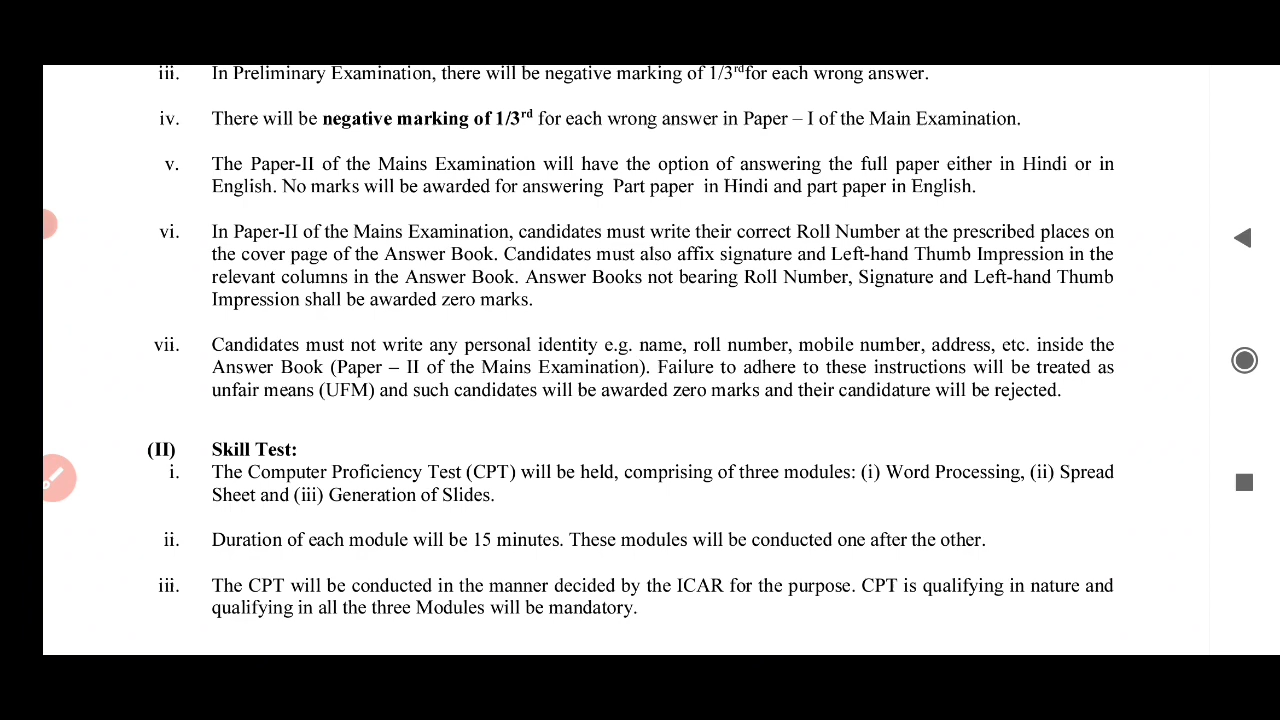 iii. In Preliminary Examination, there will be negative marking of 1/3rdfor each wrong answer.
iv. There will be negative marking of 1/3rd for each wrong answer in Paper – I of the Main Examination.
v. The Paper-II of the Mains Examination will have the option of answering the full paper either in Hindi or in
English. No marks will be awarded for answering Part paper in Hindi and part paper in English.
vi. In Paper-II of the Mains Examination, candidates must write their correct Roll Number at the prescribed places on
the cover page of the Answer Book. Candidates must also affix signature and Left-hand Thumb Impression in the
relevant columns in the Answer Book. Answer Books not bearing Roll Number, Signature and Left-hand Thumb
Impression shall be awarded zero marks.
vii. Candidates must not write any personal identity e.g. name, roll number, mobile number, address, etc. inside the
Answer Book (Paper – II of the Mains Examination). Failure to adhere to these instructions will be treated as
unfair means (UFM) and such candidates will be awarded zero marks and their candidature will be rejected.
(II) Skill Test:
i. The Computer Proficiency Test (CPT) will be held, comprising of three modules: (i) Word Processing, (ii) Spread
Sheet and (iii) Generation of Slides.
ii. Duration of each module will be 15 minutes. These modules will be conducted one after the other.
iii. The CPT will be conducted in the manner decided by the ICAR for the purpose. CPT is qualifying in nature and
qualifying in all the three Modules will be mandatory.